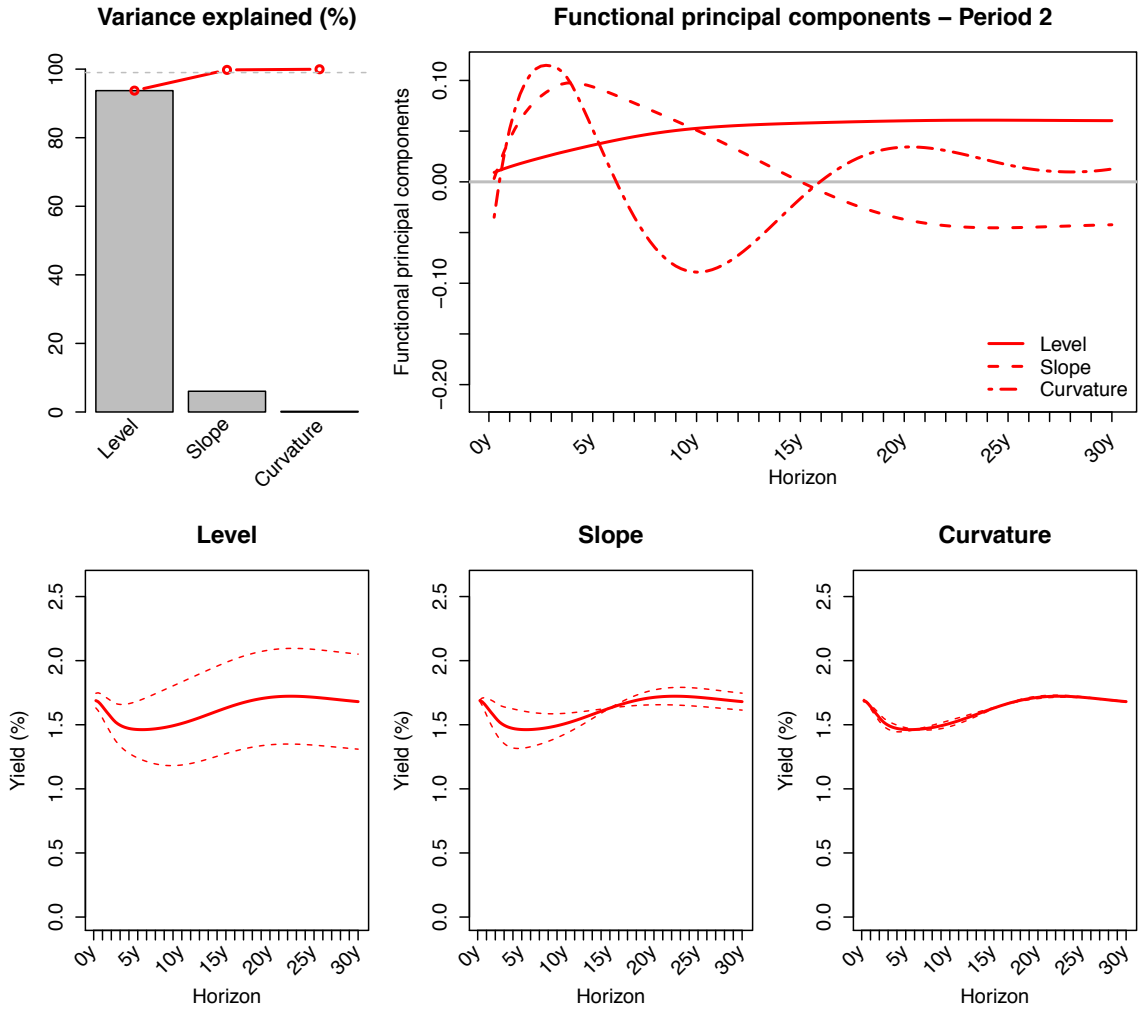 Variance explained (%)
0
20
40
60
80
100
Level
Slope
Curvature
Functional principal components – Period 2
Functional principal components
0.10
0.00
−0.10
−0.20
Level
Slope
Curvature
0y
5y
10y
15y
20y
25y
30y
Horizon
Level
Yield (%)
2.5
2.0
1.5
1.0
0.5
0.0
0y
5y
10y
15y
20y
25y
30y
Horizon
Slope
Yield (%)
2.5
2.0
1.5
1.0
0.5
0.0
0y
5y
10y
15y
20y
25y
30y
Horizon
Curvature
Yield (%)
2.5
2.0
1.5
1.0
0.5
0.0
0y
5y
10y
15y
20y
25y
30y
Horizon